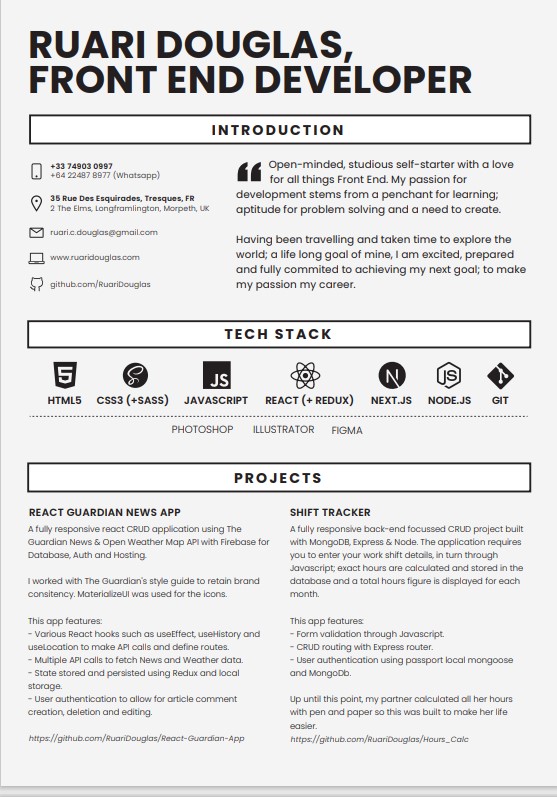 RUARI DOUGLAS,
FRONT END DEVELOPER
INTRODUCTION
+33 74903 0997
+64 22487 8977 (Whatsapp)
35 Rue Des Esquirades, Tresques, FR
2 The Elms, Longframlington, Morpeth, UK
ruari.c.douglas@gmail.com
www.ruaridouglas.com
github.com/RuariDouglas
Open-minded, studious self-starter with a love
for all things Front End. My passion for
development stems from a penchant for learning;
aptitude for problem solving and a need to create.
Having been travelling and taken time to explore the
world; a life long goal of mine, I am excited, prepared
and fully commited to achieving my next goal; to make
my passion my career.
TECH STACK
HTML5 CSS3 (+SASS) JAVASCRIPT REACT (+ REDUX) NEXT.JS NODE.JS GIT
PHOTOSHOP ILLUSTRATOR FIGMA
PROJECTS
REACT GUARDIAN NEWS APP
A fully responsive react CRUD application using The
Guardian News & Open Weather Map API with Firebase for
Database, Auth and Hosting.
I worked with The Guardian's style guide to retain brand
consitency. MaterializeUI was used for the icons.
This app features:
- Various React hooks such as useEffect, useHistory and
useLocation to make API calls and define routes.
- Multiple API calls to fetch News and Weather data.
- State stored and persisted using Redux and local
storage.
- User authentication to allow for article comment
creation, deletion and editing.
https://github.com/RuariDouglas/React-Guardian-App
SHIFT TRACKER
A fully responsive back-end focussed CRUD project built
with MongoDB, Express & Node. The application requires
you to enter your work shift details, in turn through
Javascript; exact hours are calculated and stored in the
database and a total hours figure is displayed for each
month.
This app features:
- Form validation through Javascript.
- CRUD routing with Express router.
- User authentication using passport local mongoose
and MongoDb.
Up until this point, my partner calculated all her hours
with pen and paper so this was built to make her life
easier.
https://github.com/RuariDouglas/Hours_Calc